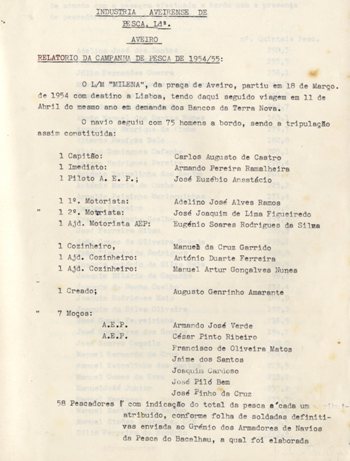 INDUSTRIA AVEIRENSE DE
PESCA, Ldª.
AVEIRO
RELATORIO DA CAMPANHA DE PESCA DE 1954/55:
O L/M "MILENA", da praça de Aveiro, partiu em 18 de Março.
de 1954 com destino a Lisboa, tendo daqui seguido viagem em 11 de
Abril do mesmo ano em demanda dos Bancos da Terra Nova.
O navio seguiu com 75 homens a bordo, sendo a tripulação
assim constituida:
1 Capitão: Carlos Augusto de Castro
1 Imediato: Armando Pereira Ramalheira
1 Piloto A. E. P.; José Euzébio Anastácio
1 1º. Motorista: Adelino José Alves Ramos
" 1 2º. Motorista: José Joaquim de Lima Figueiredo
1 Ajd. Motorista AEP: Eugénio Soares Rodrigues da Silva
1 Cozinheiro, Manuel da Cruz Garrido
1 Ajd. Cozinheiro: António Duarte Ferreira
1 Ajd. Cozinheiro: Manuel Artur Gonçalves Nunes
1 Creado; Augusto Genrinho Amarante
" 7 Moços:
A.E.P. Armando José Verde
A.E.P. César Pinto Ribeiro
Francisco de Oliveira Matos
Jaime dos Santos
Joaquim Cardoso
José Pilé Bem
José Pinho da Cruz
58 Pescadores com indicação do total da pesca a cada um
atribuido, conforme folha de soldadas definiti-
vas enviada ao Grémio dos Armadores de Navios
da Pesca do Bacalhau, a qual foi elaborada